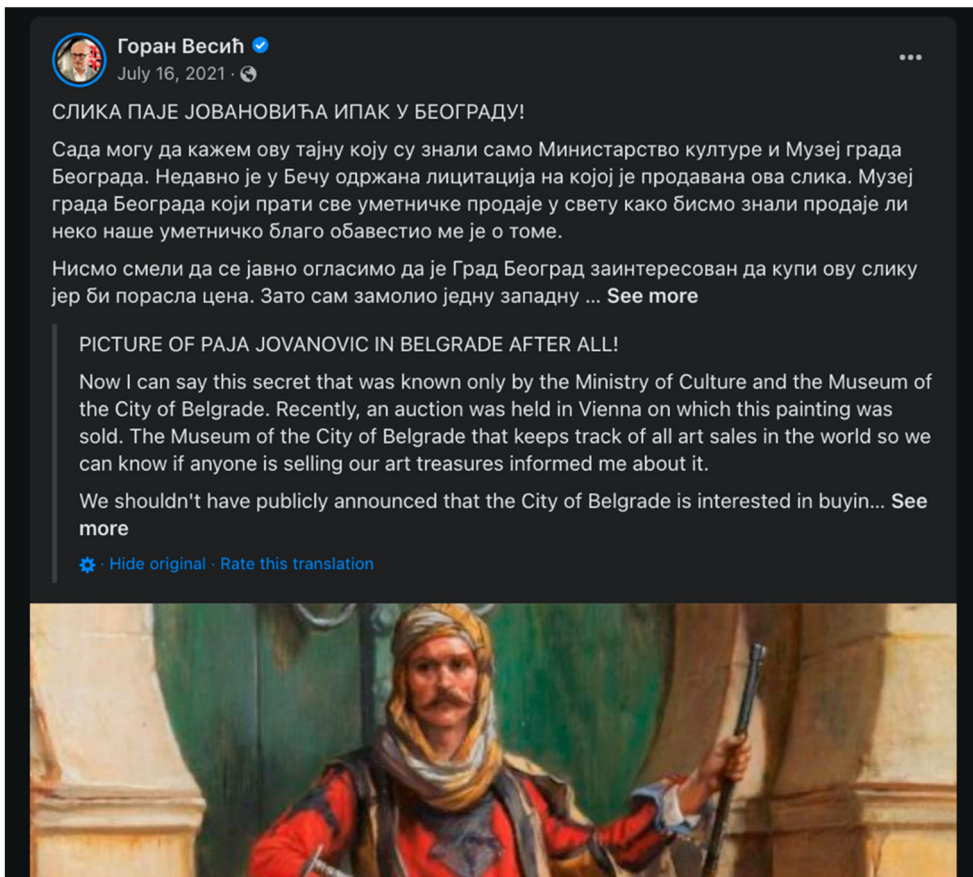 Горан Весић
July 16, 2021 ·
СЛИКА ПАЈЕ ЈОВАНОВИЋА ИПАК У БЕОГРАДУ!
Сада могу да кажем ову тајну коју су знали само Министарство културе и Музеј града
Београда. Недавно је у Бечу одржана лицитација на којој је продавана ова слика. Музеј
града Београда који прати све уметничке продаје у свету како бисмо знали продаје ли
неко наше уметничко благо обавестио ме је о томе.
Нисмо смели да се јавно огласимо да је Град Београд заинтересован да купи ову слику
јер би порасла цена. Зато сам замолио једну западну ... See more
PICTURE OF PAJA JOVANOVIC IN BELGRADE AFTER ALL!
Now I can say this secret that was known only by the Ministry of Culture and the Museum of
the City of Belgrade. Recently, an auction was held in Vienna on which this painting was
sold. The Museum of the City of Belgrade that keeps track of all art sales in the world so we
can know if anyone is selling our art treasures informed me about it.
We shouldn't have publicly announced that the City of Belgrade is interested in buyin... See
more
· Hide original · Rate this translation